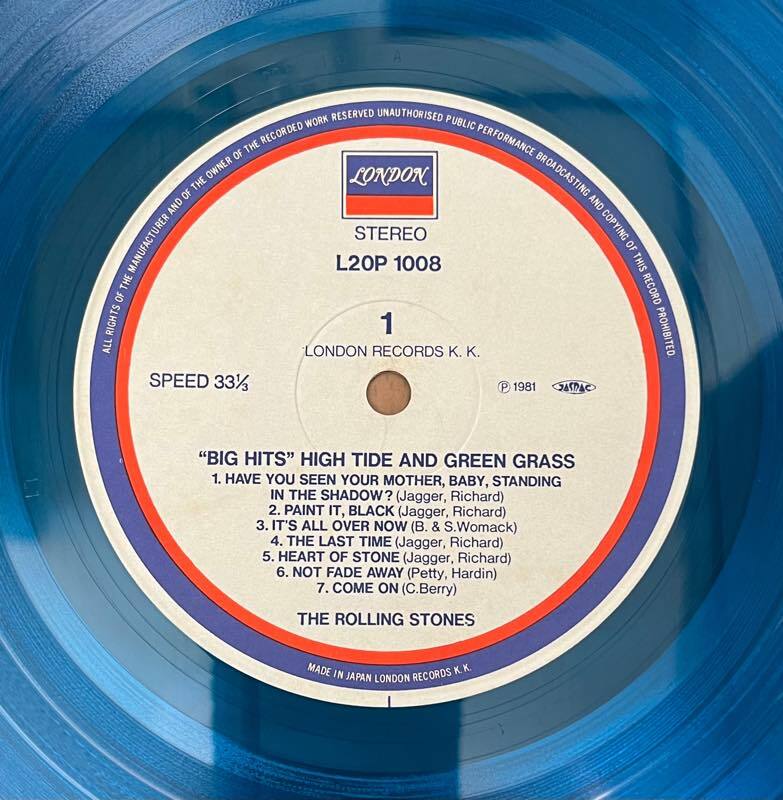 ALL RIGHTS OF THE MANUFACTURER AND OF THE OWNER OF THE RECORDED WORK RESERVED UNAUTHORISED PUBLIC PERFORMANCE BROADCASTING AND COPYING OF THIS RECORD PROHIBITED
LONDON
STEREO
L20P 1008
1
LONDON RECORDS K. K.
SPEED 33⅓
℗ 1981 JASRAC
“BIG HITS” HIGH TIDE AND GREEN GRASS
1. HAVE YOU SEEN YOUR MOTHER, BABY, STANDING
IN THE SHADOW? (Jagger, Richard)
2. PAINT IT, BLACK (Jagger, Richard)
3. IT'S ALL OVER NOW (B. & S. Womack)
4. THE LAST TIME (Jagger, Richard)
5. HEART OF STONE (Jagger, Richard)
6. NOT FADE AWAY (Petty, Hardin)
7. COME ON (C. Berry)
THE ROLLING STONES
MADE IN JAPAN LONDON RECORDS K. K.